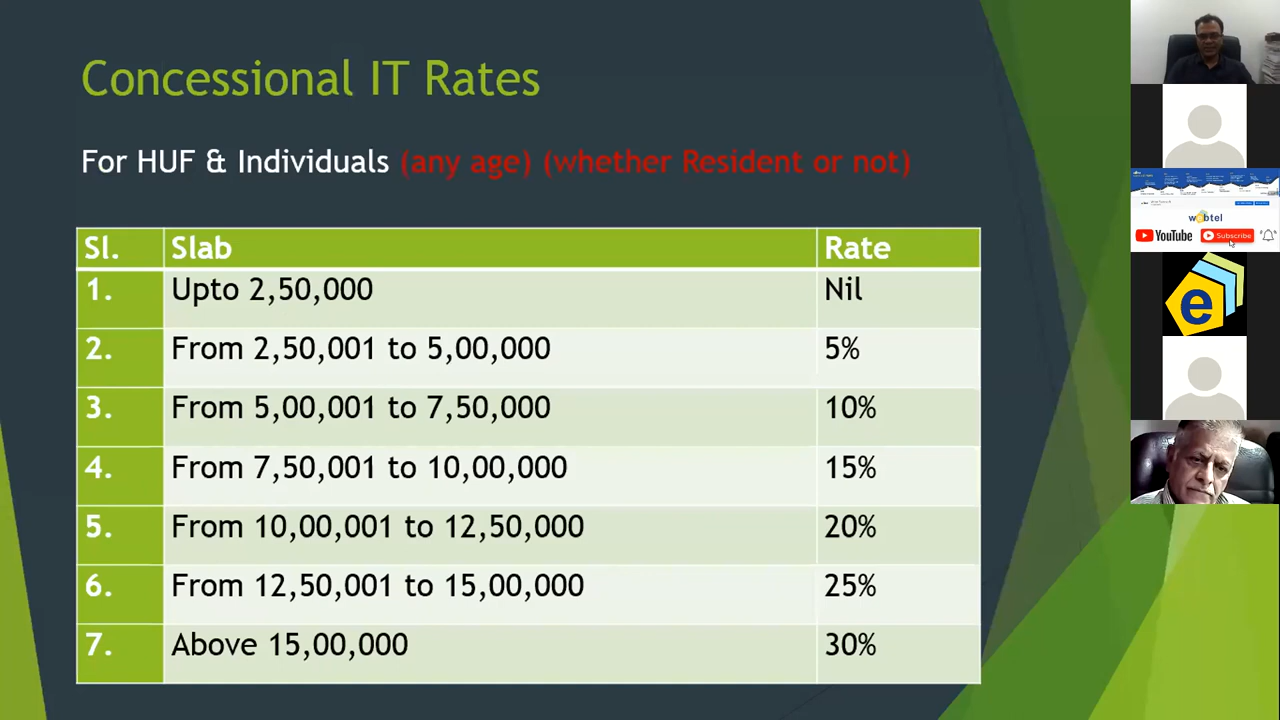 Concessional IT Rates
For HUF & Individuals (any age) (whether Resident or not)
Sl. Slab Rate
1. Upto 2,50,000 Nil
2. From 2,50,001 to 5,00,000 5%
3. From 5,00,001 to 7,50,000 10%
4. From 7,50,001 to 10,00,000 15%
5. From 10,00,001 to 12,50,000 20%
6. From 12,50,001 to 15,00,000 25%
7. Above 15,00,000 30%
webtel
YouTube Subscribe
e